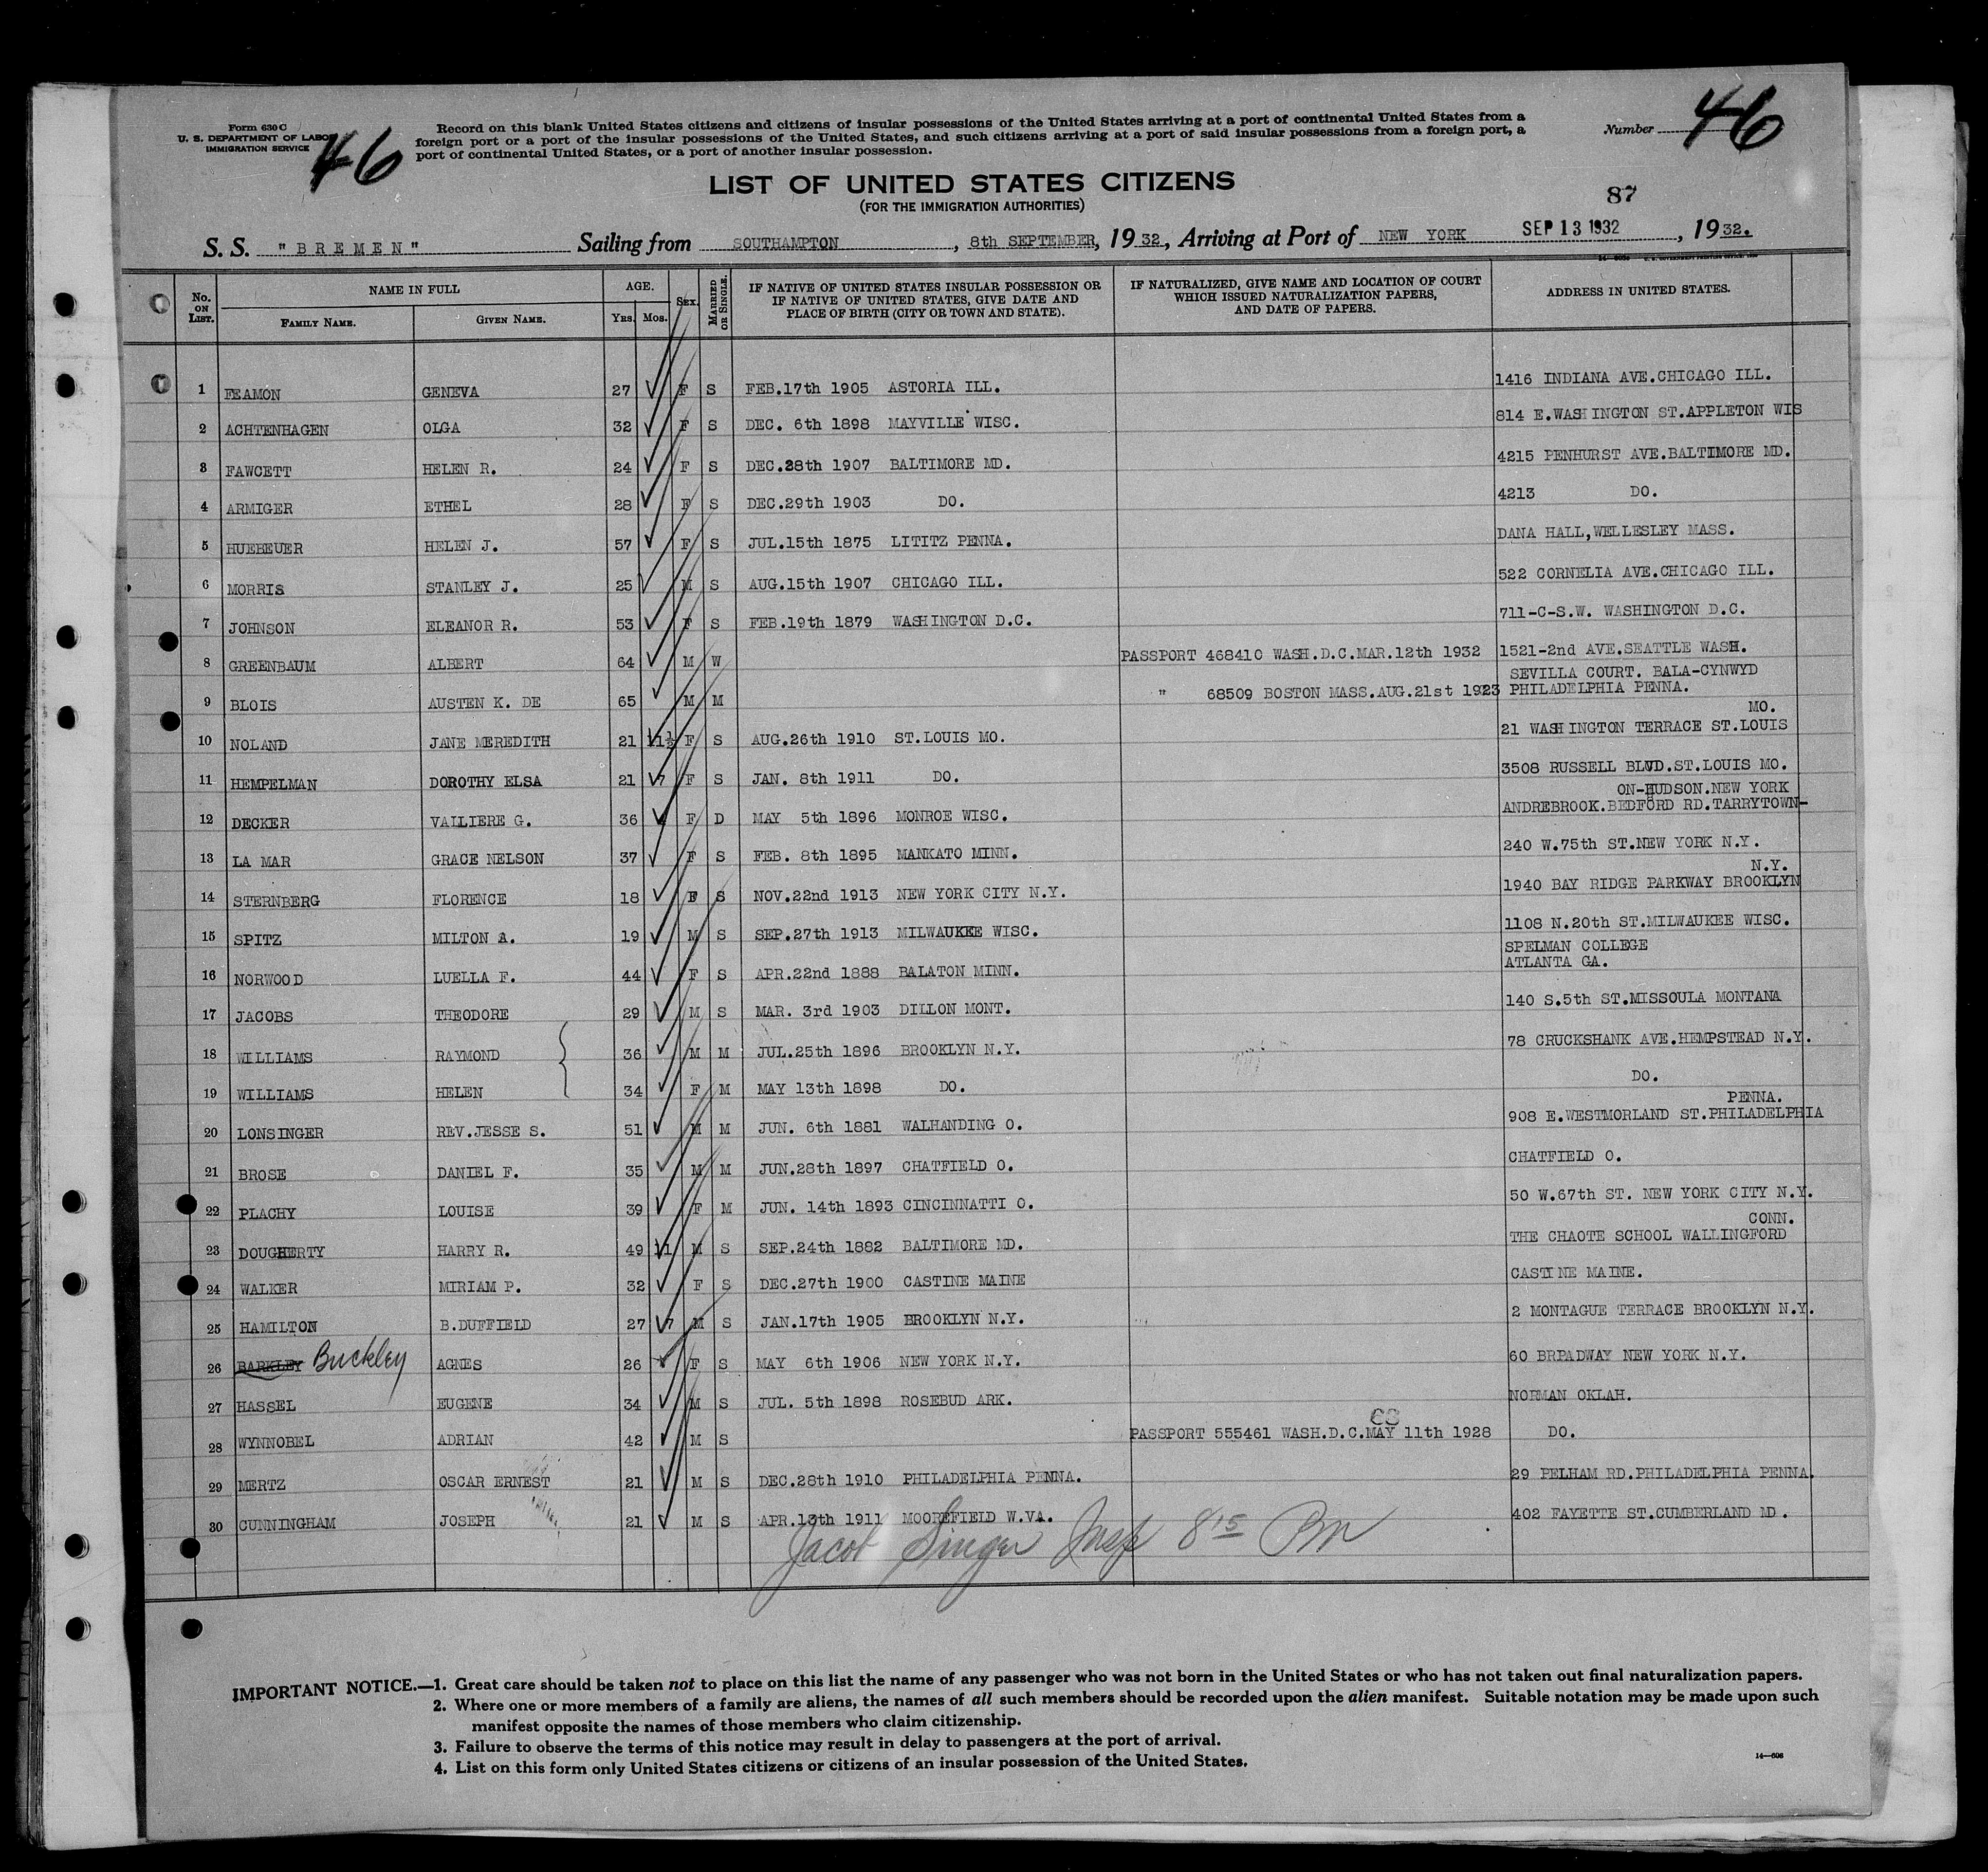 Form 630 C
U. S. DEPARTMENT OF LABOR
IMMIGRATION SERVICE
46
Record on this blank United States citizens and citizens of insular possessions of the United States arriving at a port of continental United States from a
foreign port or a port of the insular possessions of the United States, and such citizens arriving at a port of said insular possessions from a foreign port, a
port of continental United States, or a port of another insular possession.
Number 46
LIST OF UNITED STATES CITIZENS
(FOR THE IMMIGRATION AUTHORITIES)
87
S. S. "BREMEN" Sailing from SOUTHAMPTON, 8th SEPTEMBER, 1932, Arriving at Port of NEW YORK SEP 13 1932, 1932.
No. ON LIST. NAME IN FULL FAMILY NAME. GIVEN NAME. AGE. YRS. MOS. SEX. MARRIED OR SINGLE. IF NATIVE OF UNITED STATES INSULAR POSSESSION OR IF NATIVE OF UNITED STATES, GIVE DATE AND PLACE OF BIRTH (CITY OR TOWN AND STATE). IF NATURALIZED, GIVE NAME AND LOCATION OF COURT WHICH ISSUED NATURALIZATION PAPERS, AND DATE OF PAPERS. ADDRESS IN UNITED STATES.
1 FEAMON GENEVA 27 F S FEB.17th 1905 ASTORIA ILL. 1416 INDIANA AVE.CHICAGO ILL.
2 ACHTENHAGEN OLGA 32 F S DEC. 6th 1898 MAYVILLE WISC. 814 E.WASHINGTON ST.APPLETON WIS
3 FAWCETT HELEN R. 24 F S DEC.28th 1907 BALTIMORE MD. 4215 PENHURST AVE.BALTIMORE MD.
4 ARMIGER ETHEL 28 F S DEC.29th 1903 DO. 4213 DO.
5 HUEBEUER HELEN J. 57 F S JUL.15th 1875 LITITZ PENNA. DANA HALL,WELLESLEY MASS.
6 MORRIS STANLEY J. 25 M S AUG.15th 1907 CHICAGO ILL. 522 CORNELIA AVE.CHICAGO ILL.
7 JOHNSON ELEANOR R. 53 F S FEB.19th 1879 WASHINGTON D.C. 711-C-S.W. WASHINGTON D.C.
8 GREENBAUM ALBERT 64 M W PASSPORT 468410 WASH.D.C.MAR.12th 1932 1521-2nd AVE.SEATTLE WASH.
9 BLOIS AUSTEN K. DE 65 M M " 68509 BOSTON MASS.AUG.21st 1923 SEVILLA COURT. BALA-CYNWYD
PHILADELPHIA PENNA.
MO.
10 NOLAND JANE MEREDITH 21 11½ F S AUG.26th 1910 ST.LOUIS MO. 21 WASHINGTON TERRACE ST.LOUIS
11 HEMPELMAN DOROTHY ELSA 21 7 F S JAN. 8th 1911 DO. 3508 RUSSELL BLVD.ST.LOUIS MO.
ON-HUDSON.NEW YORK
12 DECKER VALLIERE G. 36 4 F D MAY 5th 1896 MONROE WISC. ANDREBROOK.BEDFORD RD.TARRYTOWN-
13 LA MAR GRACE NELSON 37 F S FEB. 8th 1895 MANKATO MINN. 240 W.75th ST.NEW YORK N.Y.
N.Y.
14 STERNBERG FLORENCE 18 F S NOV.22nd 1913 NEW YORK CITY N.Y. 1940 BAY RIDGE PARKWAY BROOKLYN
15 SPITZ MILTON A. 19 M S SEP.27th 1913 MILWAUKEE WISC. 1108 N.20th ST.MILWAUKEE WISC.
16 NORWOOD LUELLA F. 44 F S APR.22nd 1888 BALATON MINN. SPELMAN COLLEGE
ATLANTA GA.
17 JACOBS THEODORE 29 M S MAR. 3rd 1903 DILLON MONT. 140 S.5th ST.MISSOULA MONTANA
18 WILLIAMS RAYMOND 36 M M JUL.25th 1896 BROOKLYN N.Y. 78 CRUCKSHANK AVE.HEMPSTEAD N.Y.
19 WILLIAMS HELEN 34 F M MAY 13th 1898 DO. DO.
PENNA.
20 LONSINGER REV.JESSE S. 51 M M JUN. 6th 1881 WALHANDING O. 908 E.WESTMORLAND ST.PHILADELPHIA
21 BROSE DANIEL F. 35 M M JUN.28th 1897 CHATFIELD O. CHATFIELD O.
22 PLACHY LOUISE 39 F M JUN. 14th 1893 CINCINNATTI O. 50 W.67th ST. NEW YORK CITY N.Y.
CONN.
23 DOUGHERTY HARRY R. 49 11 M S SEP.24th 1882 BALTIMORE MD. THE CHAOTE SCHOOL WALLINGFORD
24 WALKER MIRIAM P. 32 F S DEC.27th 1900 CASTINE MAINE CASTINE MAINE.
25 HAMILTON B.DUFFIELD 27 7 M S JAN.17th 1905 BROOKLYN N.Y. 2 MONTAGUE TERRACE BROOKLYN N.Y.
26 BARKLEY Buckley AGNES 26 F S MAY 6th 1906 NEW YORK N.Y. 60 BRPADWAY NEW YORK N.Y.
27 HASSEL EUGENE 34 M S JUL. 5th 1898 ROSEBUD ARK. NORMAN OKLAH.
28 WYNNOBEL ADRIAN 42 M S PASSPORT 555461 WASH.D.C.MAY 11th 1928 DO.
29 MERTZ OSCAR ERNEST 21 M S DEC.28th 1910 PHILADELPHIA PENNA. 29 PELHAM RD.PHILADELPHIA PENNA.
30 CUNNINGHAM JOSEPH 21 M S APR.13th 1911 MOOREFIELD W.VA. 402 FAYETTE ST.CUMBERLAND MD.
Jacob Singer Insp 8 15 Pm
IMPORTANT NOTICE.—1. Great care should be taken not to place on this list the name of any passenger who was not born in the United States or who has not taken out final naturalization papers.
2. Where one or more members of a family are aliens, the names of all such members should be recorded upon the alien manifest. Suitable notation may be made upon such
manifest opposite the names of those members who claim citizenship.
3. Failure to observe the terms of this notice may result in delay to passengers at the port of arrival.
4. List on this form only United States citizens or citizens of an insular possession of the United States.
14—608